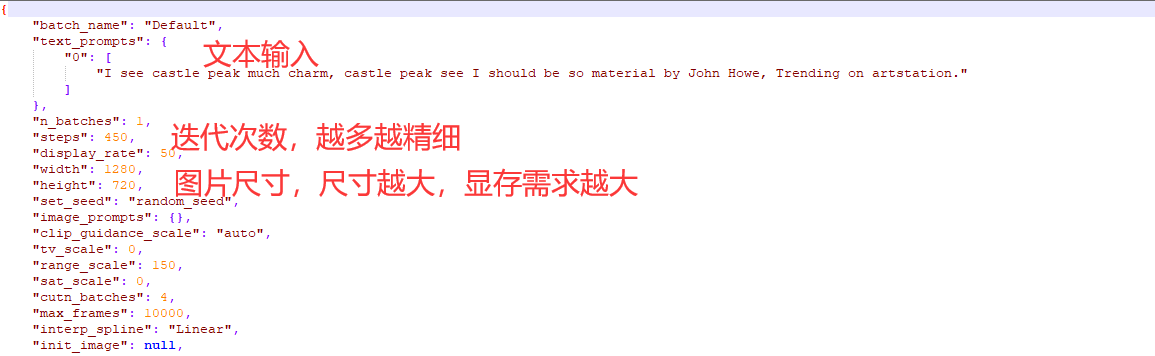 {
"batch_name": "Default",
"text_prompts": {
文本输入
"0": [
"I see castle peak much charm, castle peak see I should be so material by John Howe, Trending on artstation."
]
},
"n_batches": 1,
"steps": 450,
迭代次数，越多越精细
"display_rate": 50,
"width": 1280,
"height": 720,
图片尺寸，尺寸越大，显存需求越大
"set_seed": "random_seed",
"image_prompts": {},
"clip_guidance_scale": "auto",
"tv_scale": 0,
"range_scale": 150,
"sat_scale": 0,
"cutn_batches": 4,
"max_frames": 10000,
"interp_spline": "Linear",
"init_image": null,